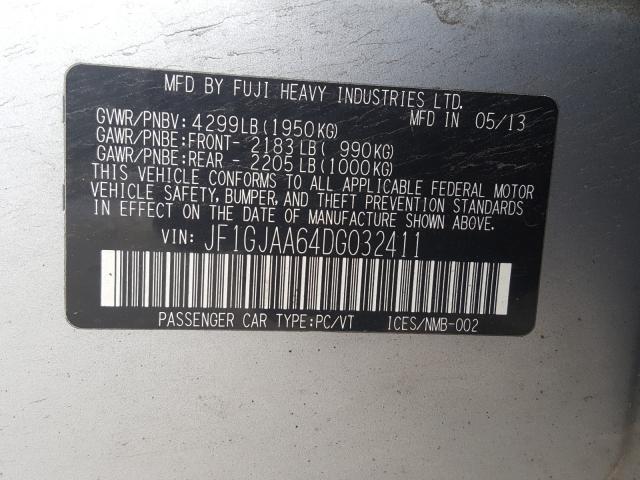 MFD BY FUJI HEAVY INDUSTRIES LTD.
GVWR/PNBV: 4299LB(1950KG) MFD IN 05/13
GAWR/PNBE:FRONT- 2183LB( 990KG)
GAWR/PNBE:REAR - 2205LB(1000KG)
THIS VEHICLE CONFORMS TO ALL APPLICABLE FEDERAL MOTOR
VEHICLE SAFETY, BUMPER, AND THEFT PREVENTION STANDARDS
IN EFFECT ON THE DATE OF MANUFACTURE SHOWN ABOVE.
VIN: JF1GJAA64DG032411
PASSENGER CAR TYPE:PC/VT ICES/NMB-002